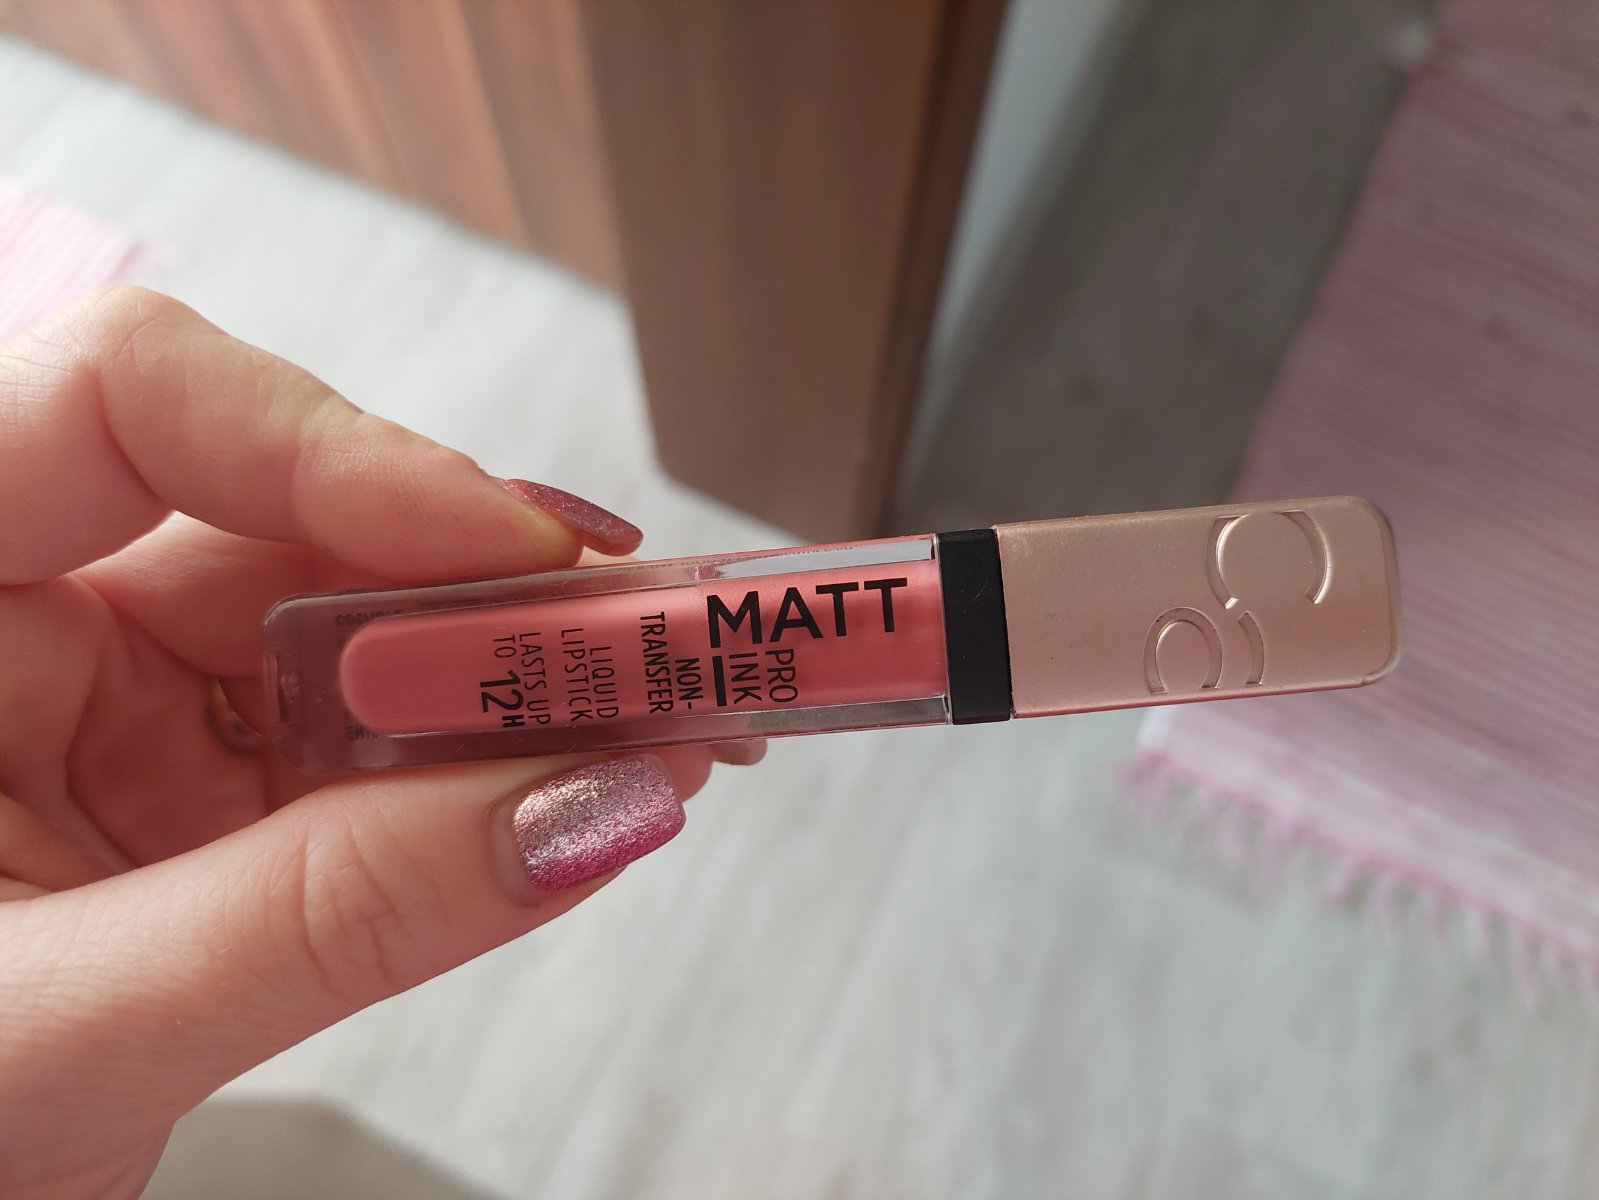 MATT
PRO
INK
NON-
TRANSFER
LIQUID
LIPSTICK
LASTS UP
TO 12H